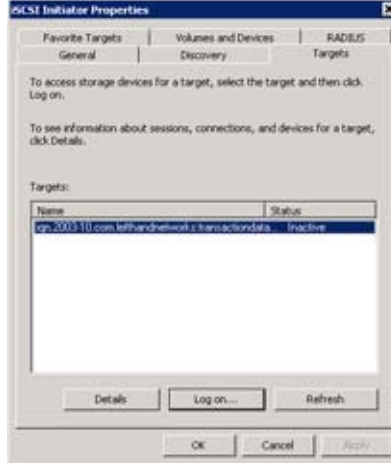 iSCSI Initiator Properties
Favorite Targets
Volumes and Devices
RADIUS
General
Discovery
Targets
To access storage devices for a target, select the target and then click
Log on.
To see information about sessions, connections, and devices for a target,
click Details.
Targets:
Name
Status
iqn.2003-10.com.lefthandnetworks:transactiondata...
Inactive
Details
Log on...
Refresh
OK
Cancel
Apply